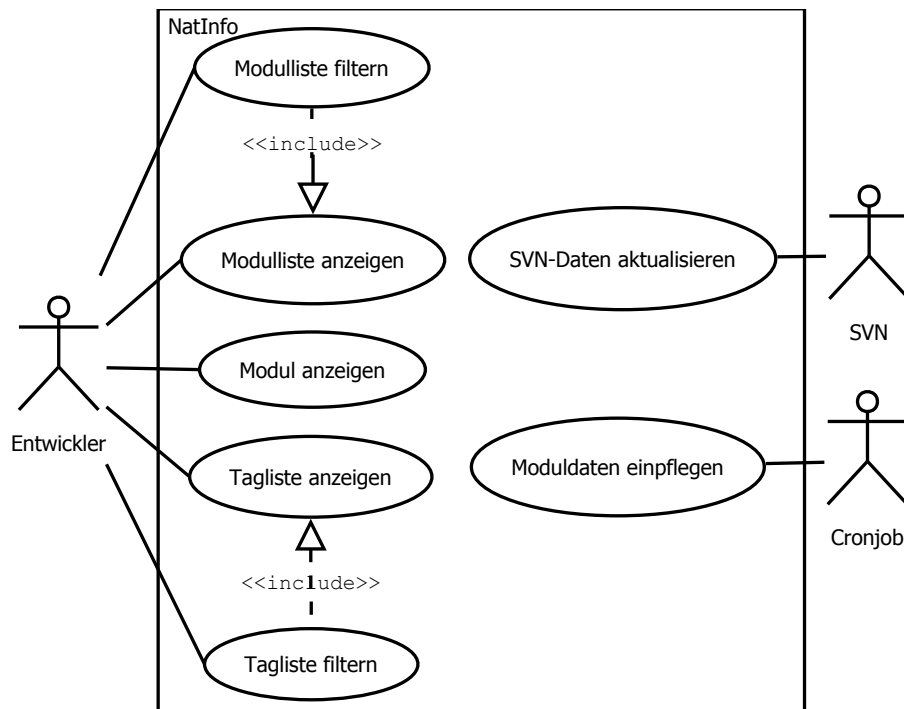 NatInfo
Modulliste filtern
<<include>>
Modulliste anzeigen
SVN-Daten aktualisieren
SVN
Modul anzeigen
Entwickler
Tagliste anzeigen
Moduldaten einpflegen
Cronjob
<<include>>
Tagliste filtern